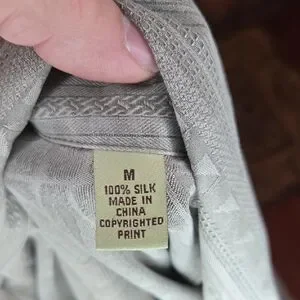 M
100% SILK
MADE IN
CHINA
COPYRIGHTED
PRINT